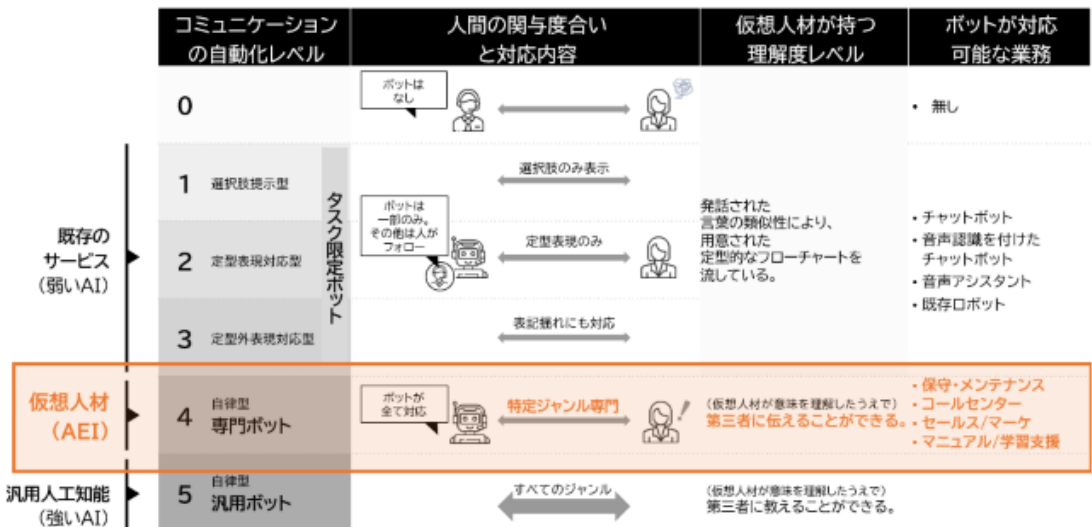 コミュニケーション
の自動化レベル
人間の関与度合い
と対応内容
仮想人材が持つ
理解度レベル
ボットが対応
可能な業務
0
ボットは
なし
• 無し
既存の
サービス
(弱いAI)
タスク限定ボット
1 選択肢提示型
選択肢のみ表示
2 定型表現対応型
ボットは
一部のみ。
その他は人が
フォロー
定型表現のみ
3 定型外表現対応型
表記揺れにも対応
発話された
言葉の類似性により、
用意された
定型的なフローチャートを
流している。
• チャットボット
• 音声認識を付けた
チャットボット
• 音声アシスタント
• 既存ロボット
仮想人材
(AEI)
4 自律型
専門ボット
ボットが
全て対応
特定ジャンル専門
(仮想人材が意味を理解したうえで)
第三者に伝えることができる。
• 保守・メンテナンス
• コールセンター
• セールス/マーケ
• マニュアル/学習支援
汎用人工知能
(強いAI)
5 自律型
汎用ボット
すべてのジャンル
(仮想人材が意味を理解したうえで)
第三者に教えることができる。